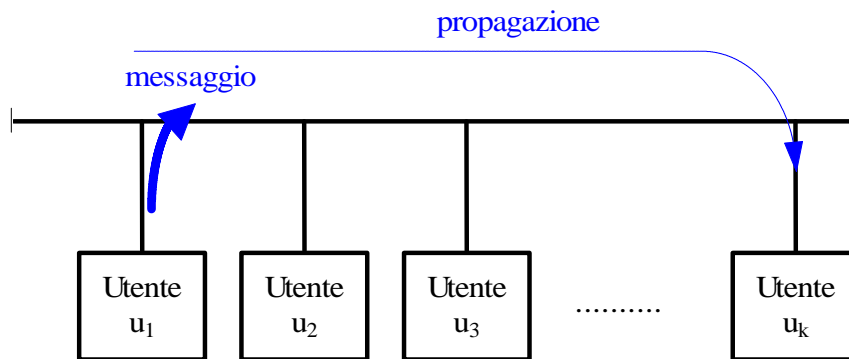 propagazione
messaggio
Utente
u1
Utente
u2
Utente
u3
..........
Utente
uk